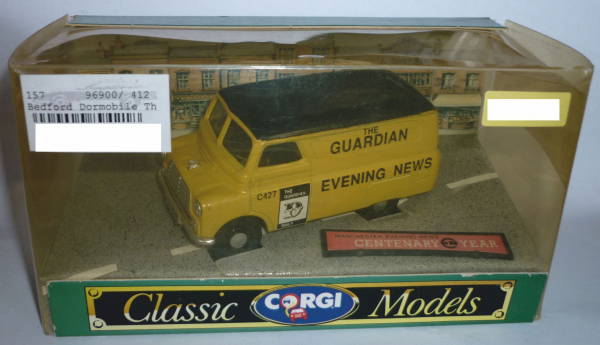 157 96900/ 412
Bedford Dormobile Th
THE
GUARDIAN
EVENING NEWS
C427
THE
GUARDIAN
MANCHESTER EVENING NEWS
CENTENARY YEAR
Classic CORGI Models